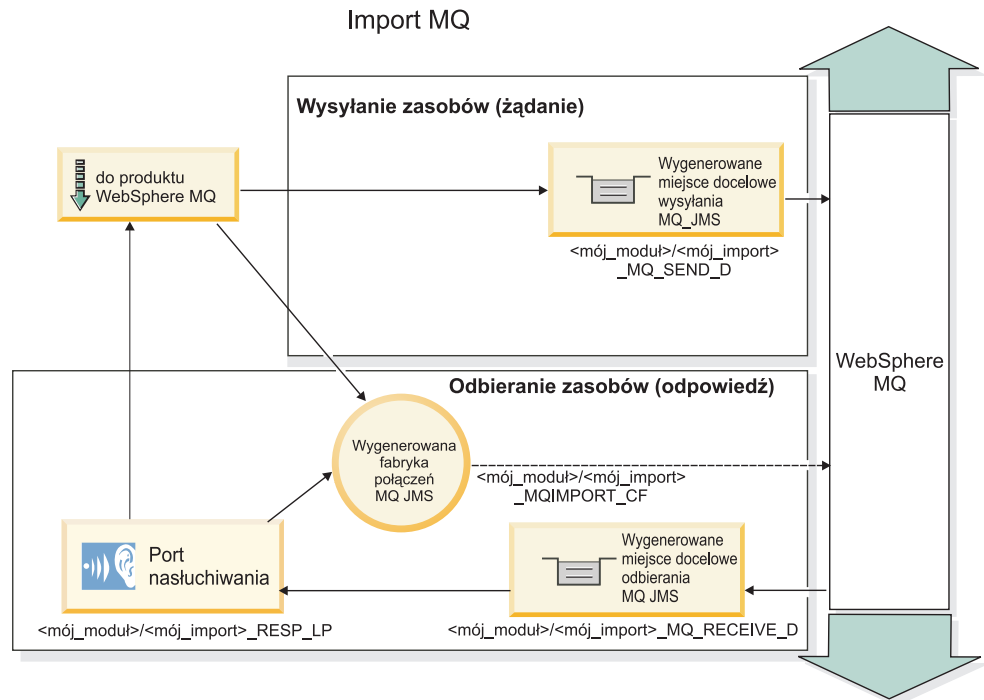 Import MQ
Wysyłanie zasobów (żądanie)
do produktu
WebSphere MQ
Wygenerowane
miejsce docelowe
wysyłania
MQ_JMS
<mój_moduł>/<mój_import>
_MQ_SEND_D
WebSphere
MQ
Odbieranie zasobów (odpowiedź)
Wygenerowana
fabryka
połączeń
MQ JMS
<mój_moduł>/<mój_import>
_MQIMPORT_CF
Port
nasłuchiwania
<mój_moduł>/<mój_import>_RESP_LP
Wygenerowane
miejsce docelowe
odbierania
MQ JMS
<mój_moduł>/<mój_import>_MQ_RECEIVE_D